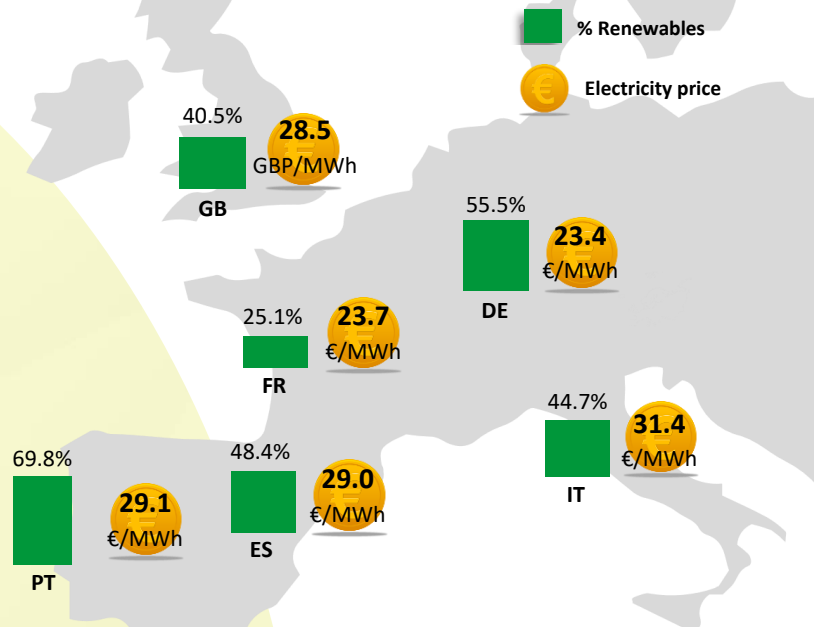 % Renewables
Electricity price
40.5%
28.5
GBP/MWh
GB
55.5%
23.4
€/MWh
DE
25.1%
23.7
€/MWh
FR
44.7%
31.4
€/MWh
IT
69.8%
29.1
€/MWh
PT
48.4%
29.0
€/MWh
ES